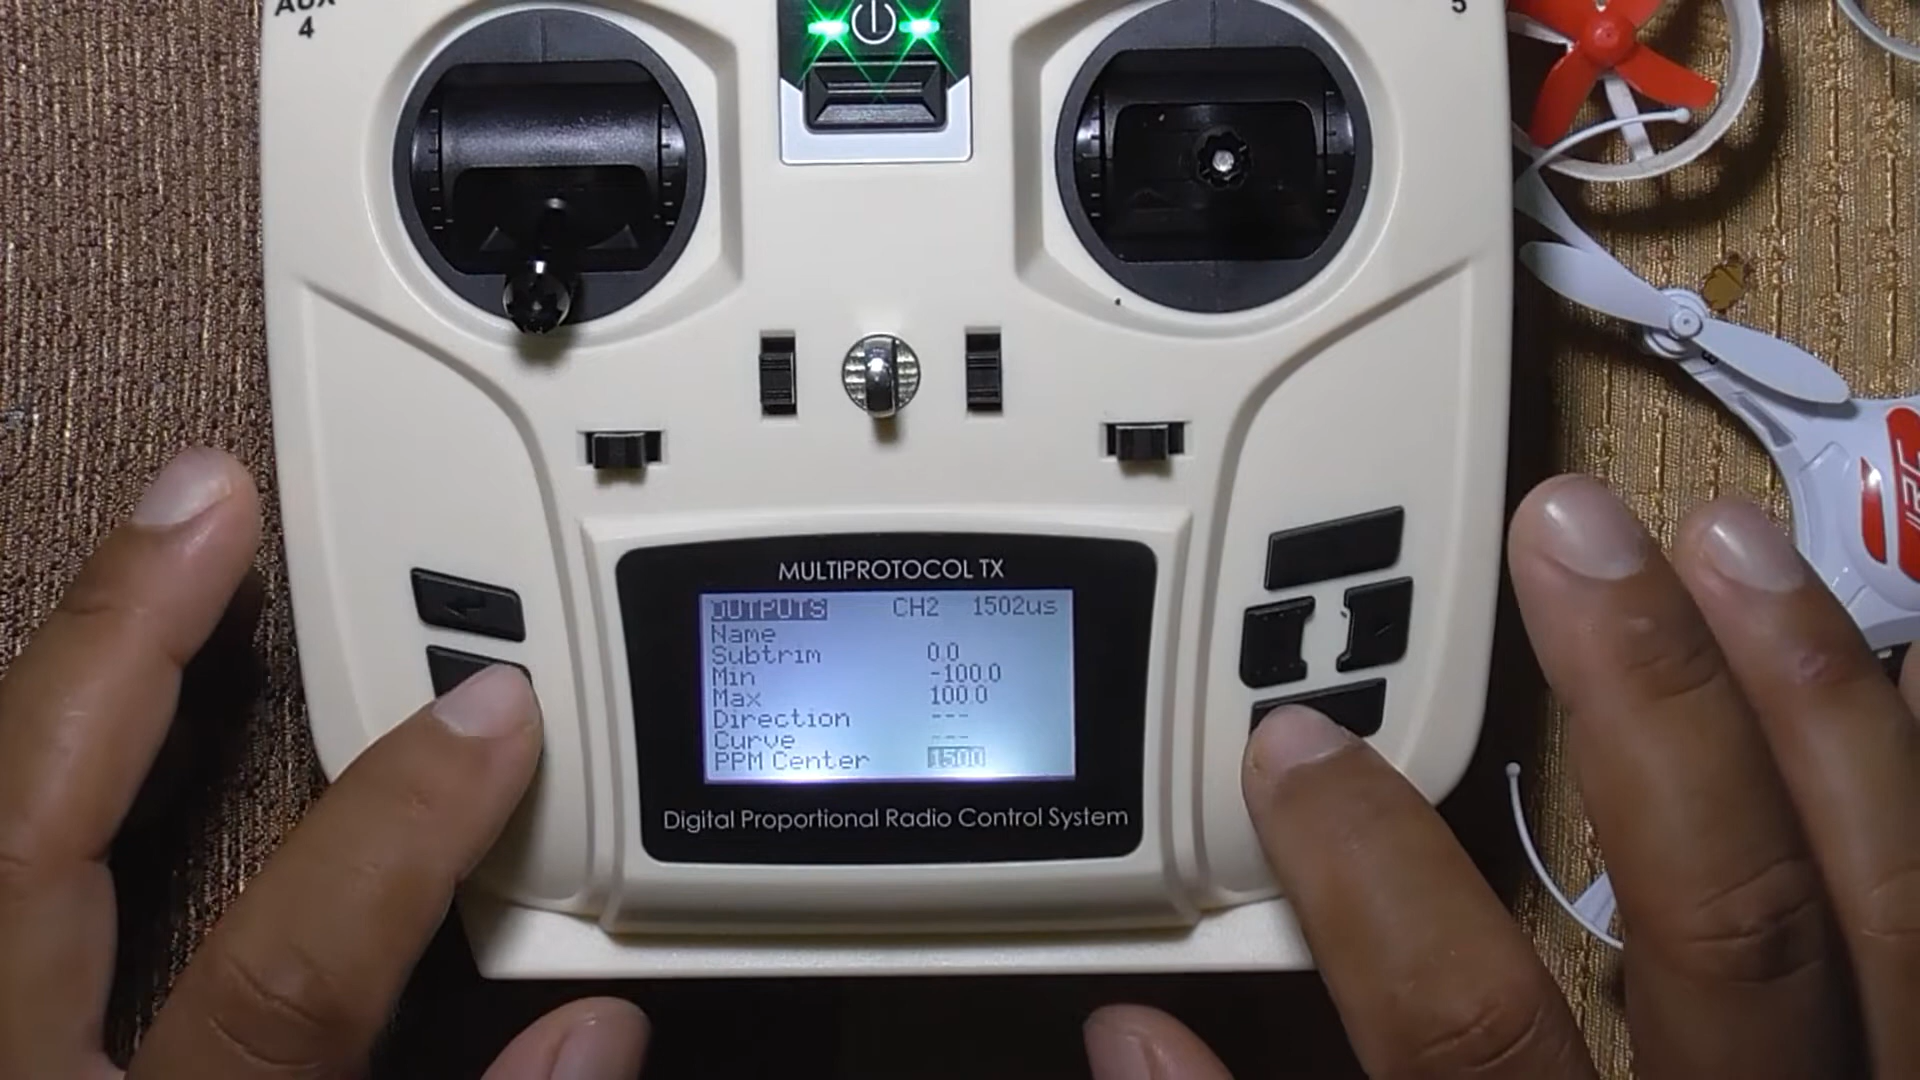 AUX
4
5
MULTIPROTOCOL TX
OUTPUTS CH2 1502us
Name
Subtrim 0.0
Min -100.0
Max 100.0
Direction ---
Curve ---
PPM Center 1500
Digital Proportional Radio Control System